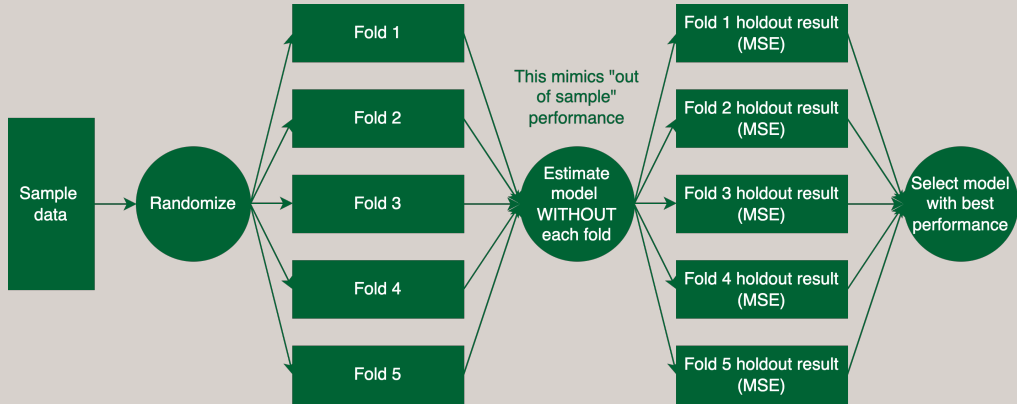 Sample
data
Randomize
Fold 1
Fold 2
Fold 3
Fold 4
Fold 5
This mimics "out
of sample"
performance
Estimate
model
WITHOUT
each fold
Fold 1 holdout result
(MSE)
Fold 2 holdout result
(MSE)
Fold 3 holdout result
(MSE)
Fold 4 holdout result
(MSE)
Fold 5 holdout result
(MSE)
Select model
with best
performance